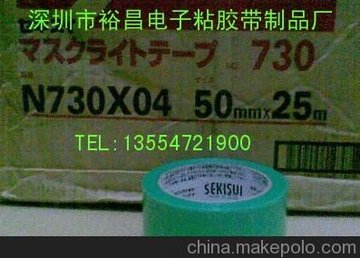 深圳市裕昌电子粘胶带制品厂
マスクライトテープ 730
N730X04 50mm×25m
TEL:13554721900
SEKISUI
china.makepolo.com